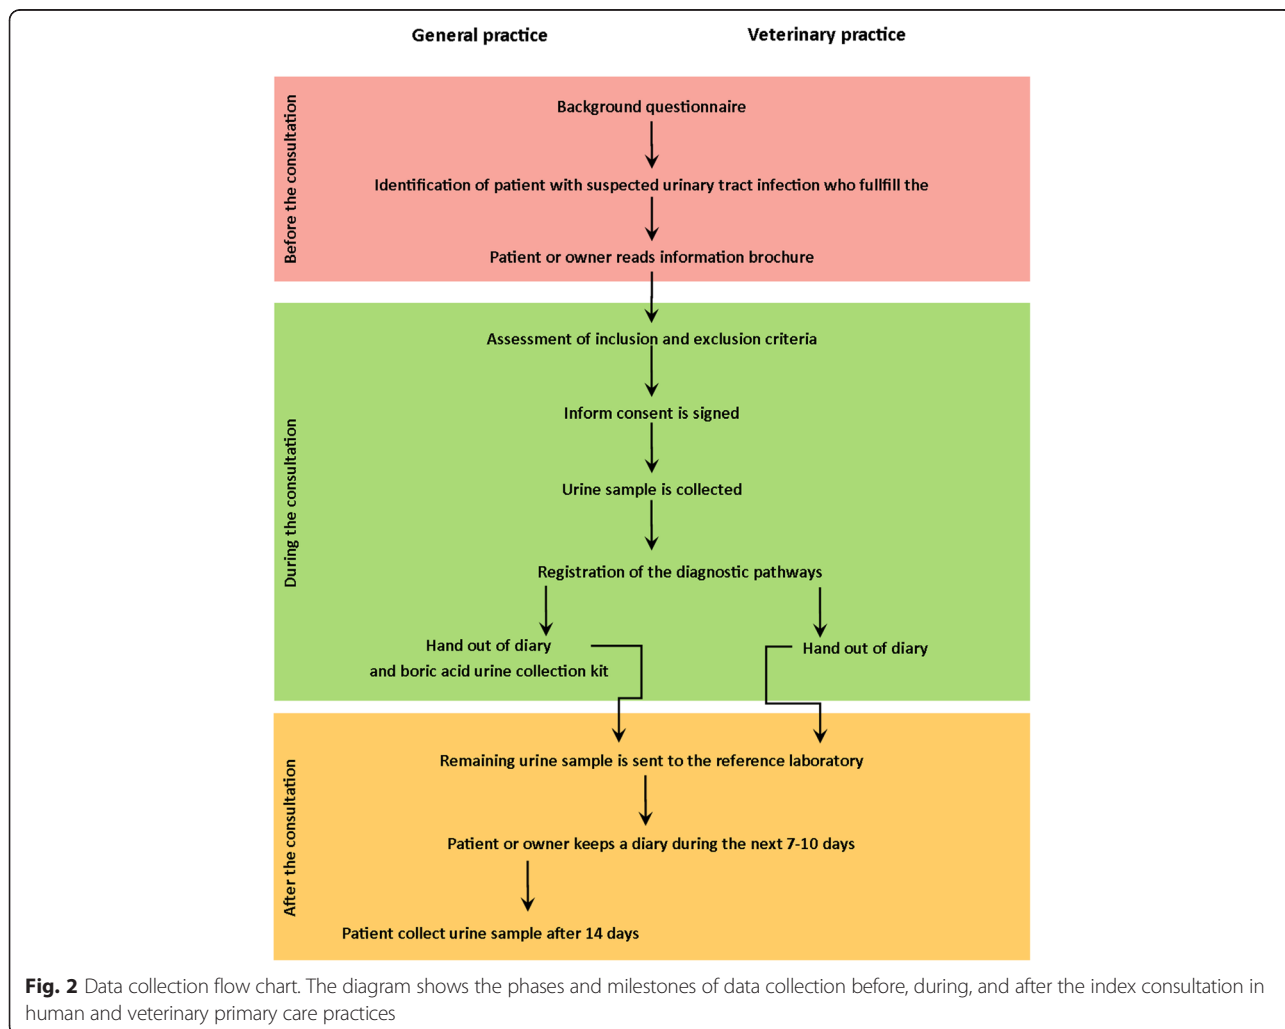 General practice
Veterinary practice
Before the consultation
Background questionnaire
Identification of patient with suspected urinary tract infection who fullfill the
Patient or owner reads information brochure
During the consultation
Assessment of inclusion and exclusion criteria
Inform consent is signed
Urine sample is collected
Registration of the diagnostic pathways
Hand out of diary
and boric acid urine collection kit
Hand out of diary
After the consultation
Remaining urine sample is sent to the reference laboratory
Patient or owner keeps a diary during the next 7-10 days
Patient collect urine sample after 14 days
Fig. 2 Data collection flow chart. The diagram shows the phases and milestones of data collection before, during, and after the index consultation in
human and veterinary primary care practices